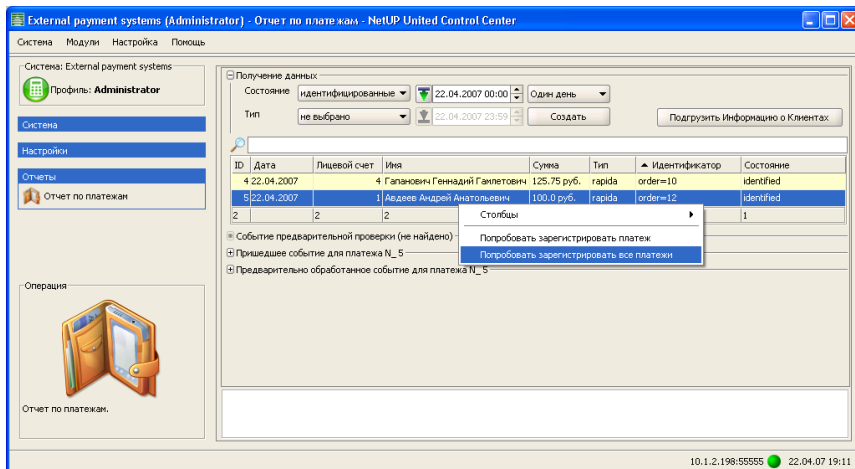 External payment systems (Administrator) - Отчет по платежам - NetUP United Control Center
Система Модули Настройка Помощь
Система: External payment systems
Профиль: Administrator
Система
Настройки
Отчеты
Отчет по платежам
Операция
Отчет по платежам.
Получение данных
Состояние идентифицированные 22.04.2007 00:00 Один день
Тип не выбрано 22.04.2007 23:59 Создать Подгрузить Информацию о Клиентах
ID Дата Лицевой счет Имя Сумма Тип Идентификатор Состояние
4 22.04.2007 4 Гапанович Геннадий Гамлетович 125.75 руб. rapida order=10 identified
5 22.04.2007 1 Авдеев Андрей Анатольевич 100.0 руб. rapida order=12 identified
2 2 2 1
Столбцы
Попробовать зарегистрировать платеж
Попробовать зарегистрировать все платежи
Событие предварительной проверки (не найдено)
Пришедшее событие для платежа N_ 5
Предварительно обработанное событие для платежа N_ 5
10.1.2.198:55555 22.04.07 19:11